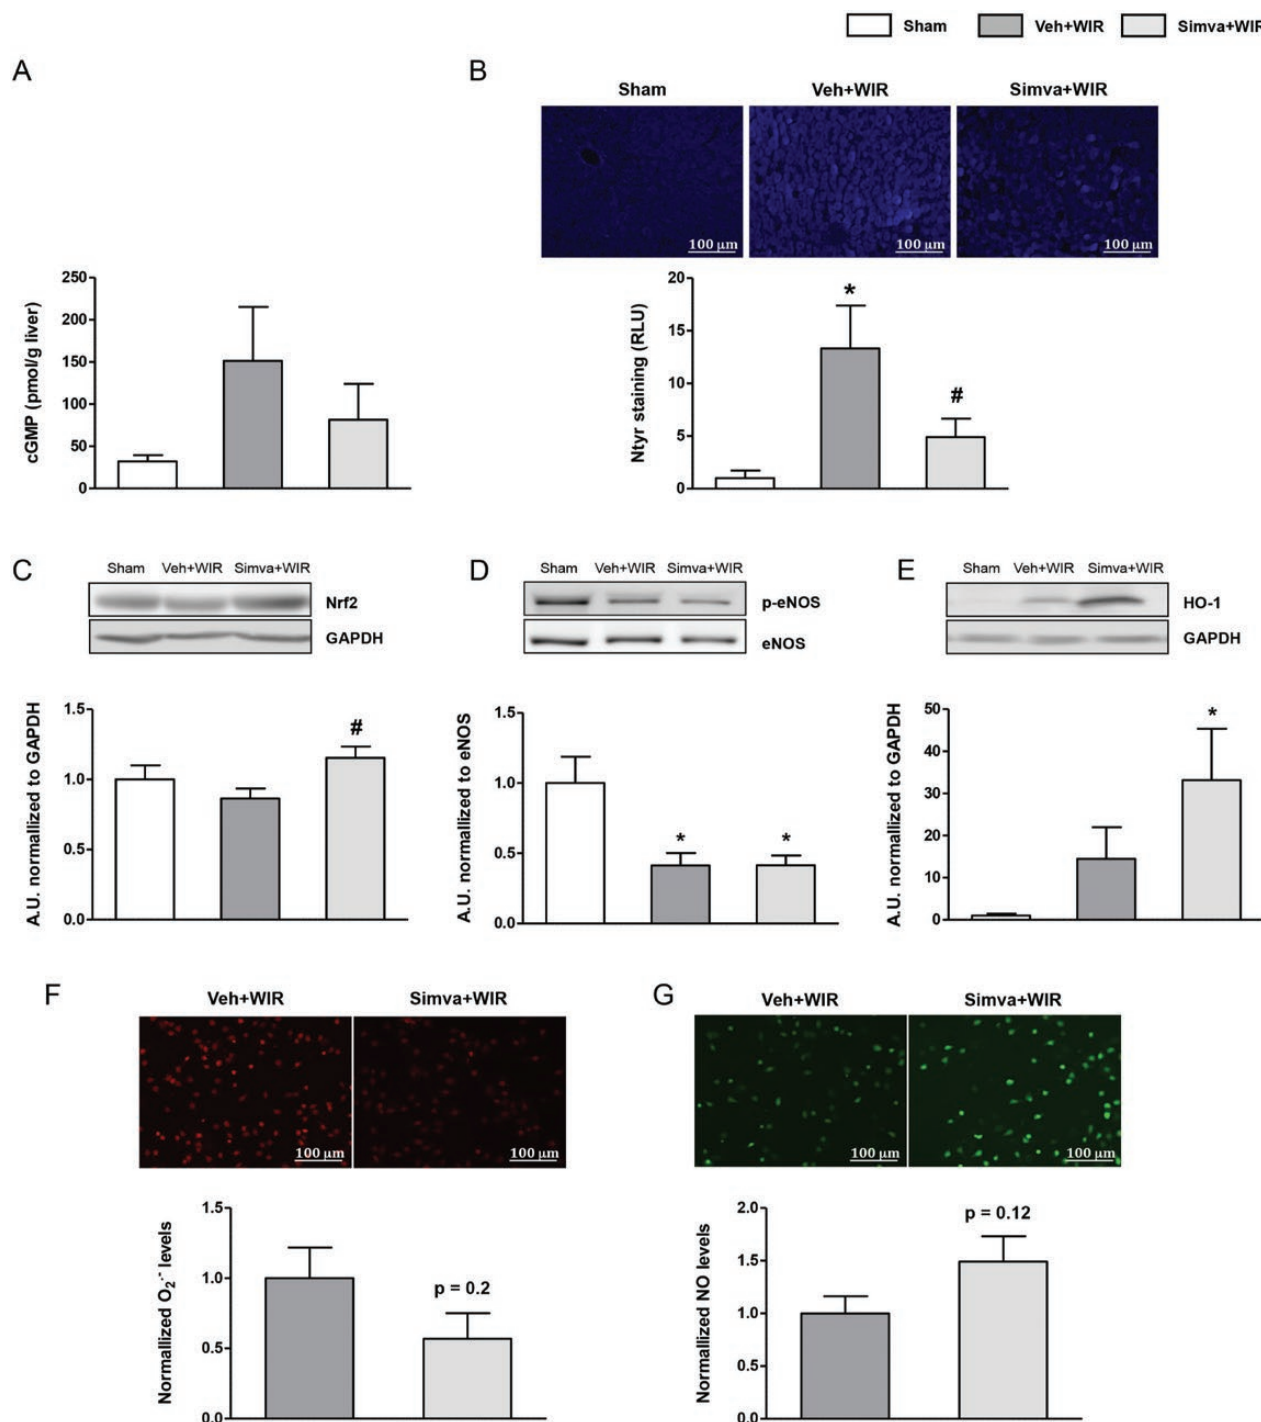 Sham Veh+WIR Simva+WIR
A
B
Sham Veh+WIR Simva+WIR
100 µm 100 µm 100 µm
cGMP (pmol/g liver)
250
200
150
100
50
0
Ntyr staining (RLU)
20
15
10
5
0
*
#
C
Sham Veh+WIR Simva+WIR
Nrf2
GAPDH
A.U. normallized to GAPDH
1.5
1.0
0.5
0.0
#
D
Sham Veh+WIR Simva+WIR
p-eNOS
eNOS
A.U. normallized to eNOS
1.5
1.0
0.5
0.0
* *
E
Sham Veh+WIR Simva+WIR
HO-1
GAPDH
A.U. normallized to GAPDH
50
40
30
20
10
0
*
F
Veh+WIR Simva+WIR
100 µm 100 µm
Normallized O₂·⁻ levels
1.5
1.0
0.5
0.0
p = 0.2
G
Veh+WIR Simva+WIR
100 µm 100 µm
Normallized NO levels
2.0
1.5
1.0
0.5
0.0
p = 0.12